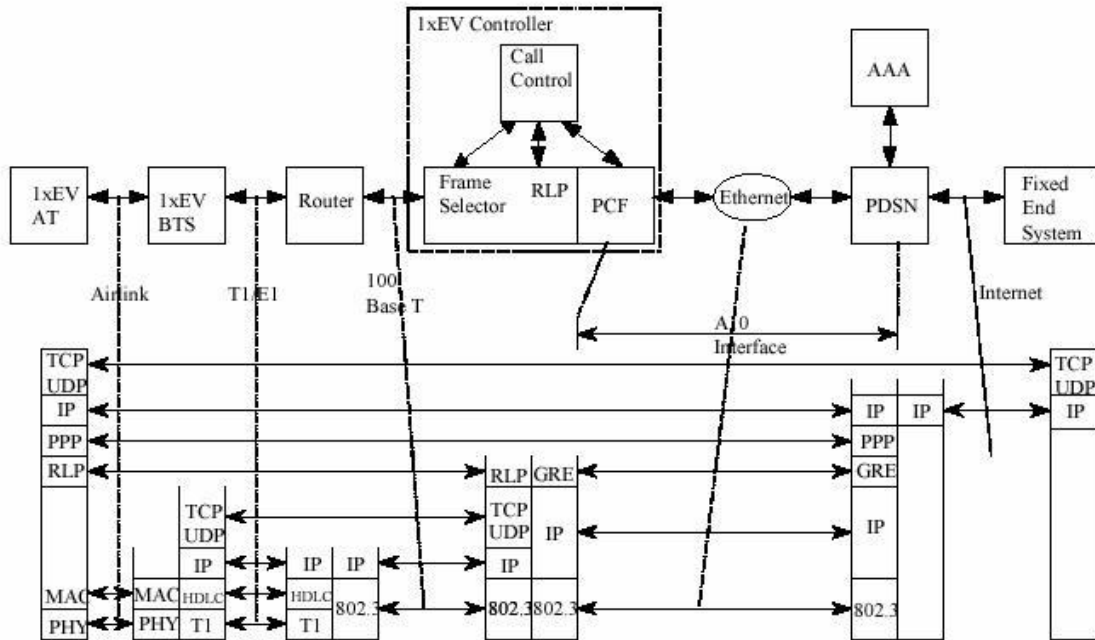 1xEV Controller
Call
Control
AAA
1xEV
AT
1xEV
BTS
Router
Frame
Selector
RLP
PCF
Ethernet
PDSN
Fixed
End
System
Airlink
T1/E1
100
Base T
A10
Interface
Internet
TCP
UDP
TCP
UDP
IP
IP
IP
IP
PPP
PPP
RLP
RLP
GRE
GRE
TCP
UDP
TCP
UDP
IP
IP
IP
IP
IP
IP
MAC
MAC
HDLC
HDLC
802.3
802.3
802.3
802.3
PHY
PHY
T1
T1